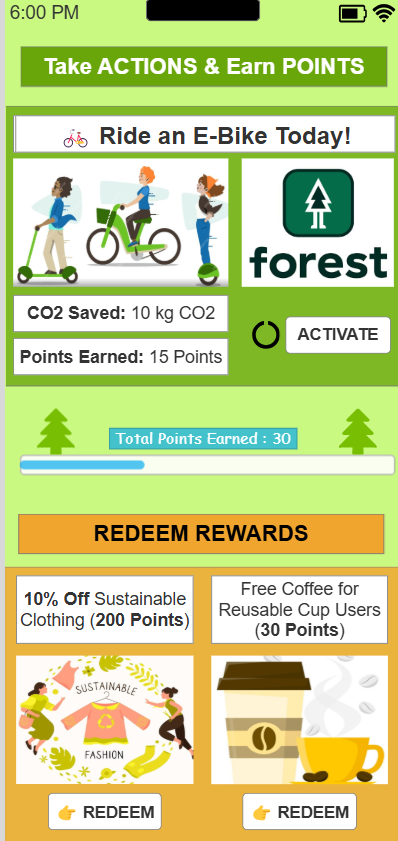 6:00 PM
Take ACTIONS & Earn POINTS
🚲 Ride an E-Bike Today!
forest
CO2 Saved: 10 kg CO2
ACTIVATE
Points Earned: 15 Points
Total Points Earned : 30
REDEEM REWARDS
10% Off Sustainable
Clothing (200 Points)
Free Coffee for
Reusable Cup Users
(30 Points)
SUSTAINABLE
FASHION
👉 REDEEM
👉 REDEEM